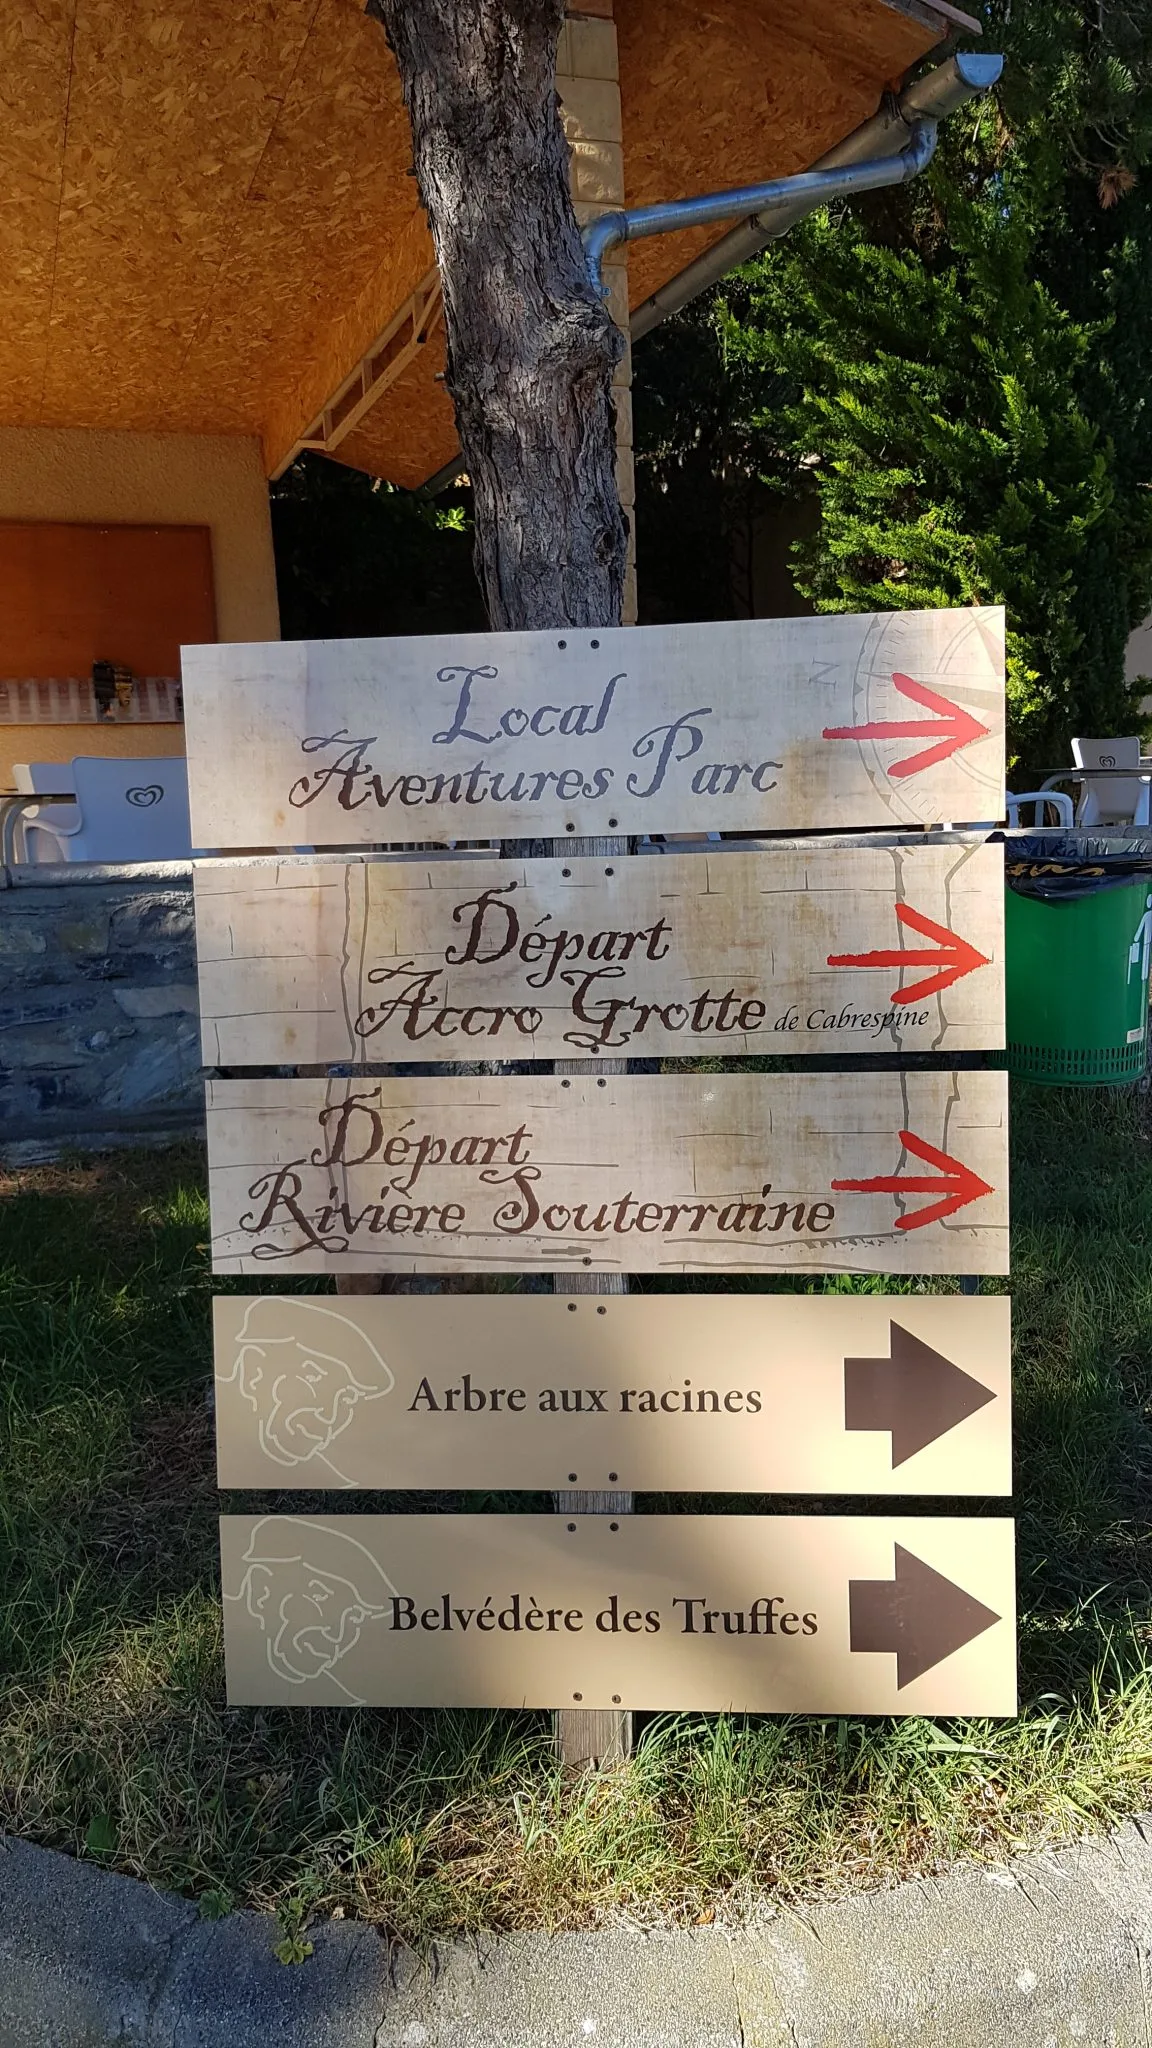 Local
Aventures Parc
N
Départ
Accro Grotte de Cabrespine
Départ
Rivière Souterraine
Arbre aux racines
Belvédère des Truffes